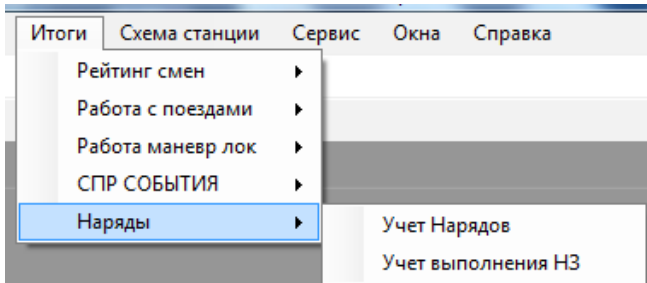 Итоги Схема станции Сервис Окна Справка
Рейтинг смен
Работа с поездами
Работа маневр лок
СПР СОБЫТИЯ
Наряды
Учет Нарядов
Учет выполнения НЗ